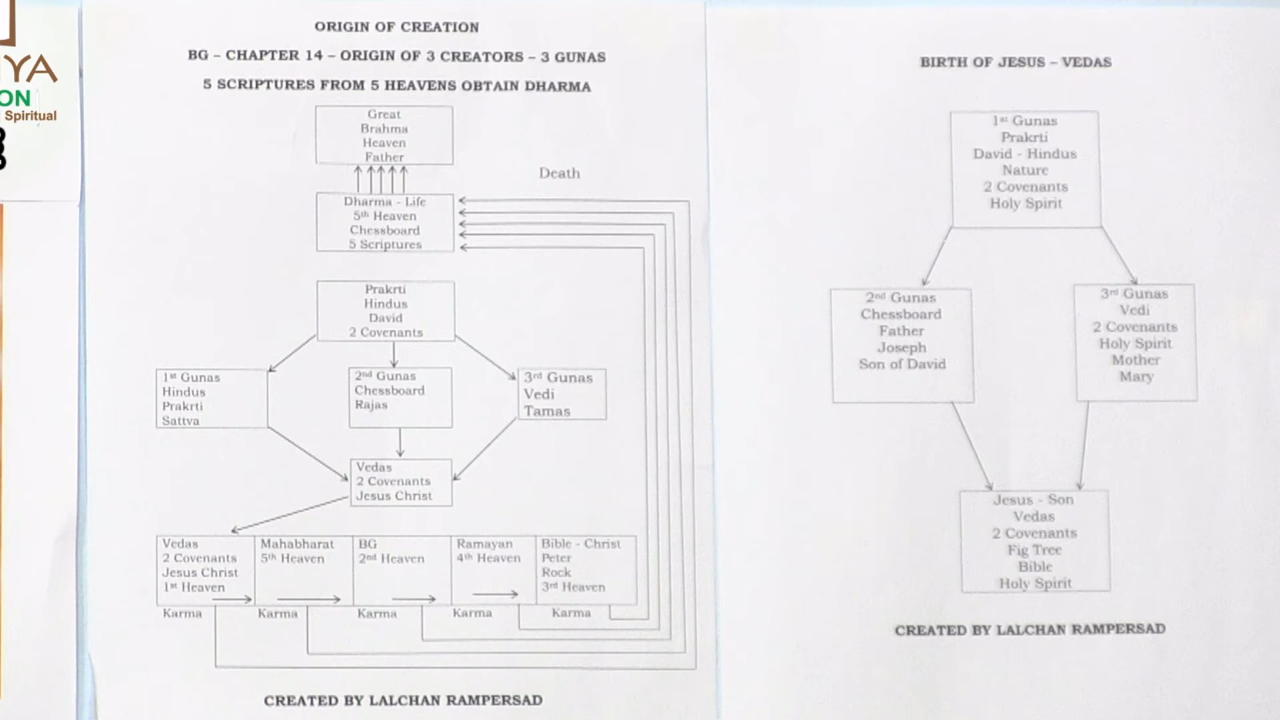 YA
ON
Spiritual
ORIGIN OF CREATION
BG – CHAPTER 14 – ORIGIN OF 3 CREATORS – 3 GUNAS
5 SCRIPTURES FROM 5 HEAVENS OBTAIN DHARMA
Great
Brahma
Heaven
Father
Death
Dharma - Life
5th Heaven
Chessboard
5 Scriptures
Prakrti
Hindus
David
2 Covenants
1st Gunas
Hindus
Prakrti
Sattva
2nd Gunas
Chessboard
Rajas
3rd Gunas
Vedi
Tamas
Vedas
2 Covenants
Jesus Christ
Vedas
2 Covenants
Jesus Christ
1st Heaven
Mahabharat
5th Heaven
BG
2nd Heaven
Ramayan
4th Heaven
Bible - Christ
Peter
Rock
3rd Heaven
Karma
Karma
Karma
Karma
Karma
CREATED BY LALCHAN RAMPERSAD
BIRTH OF JESUS – VEDAS
1st Gunas
Prakrti
David - Hindus
Nature
2 Covenants
Holy Spirit
2nd Gunas
Chessboard
Father
Joseph
Son of David
3rd Gunas
Vedi
2 Covenants
Holy Spirit
Mother
Mary
Jesus - Son
Vedas
2 Covenants
Fig Tree
Bible
Holy Spirit
CREATED BY LALCHAN RAMPERSAD